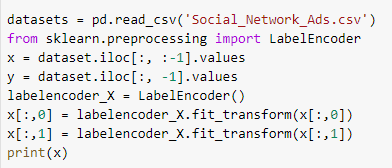 datasets = pd.read_csv('Social_Network_Ads.csv')
from sklearn.preprocessing import LabelEncoder
x = dataset.iloc[:, :-1].values
y = dataset.iloc[:, -1].values
labelencoder_X = LabelEncoder()
x[:,0] = labelencoder_X.fit_transform(x[:,0])
x[:,1] = labelencoder_X.fit_transform(x[:,1])
print(x)